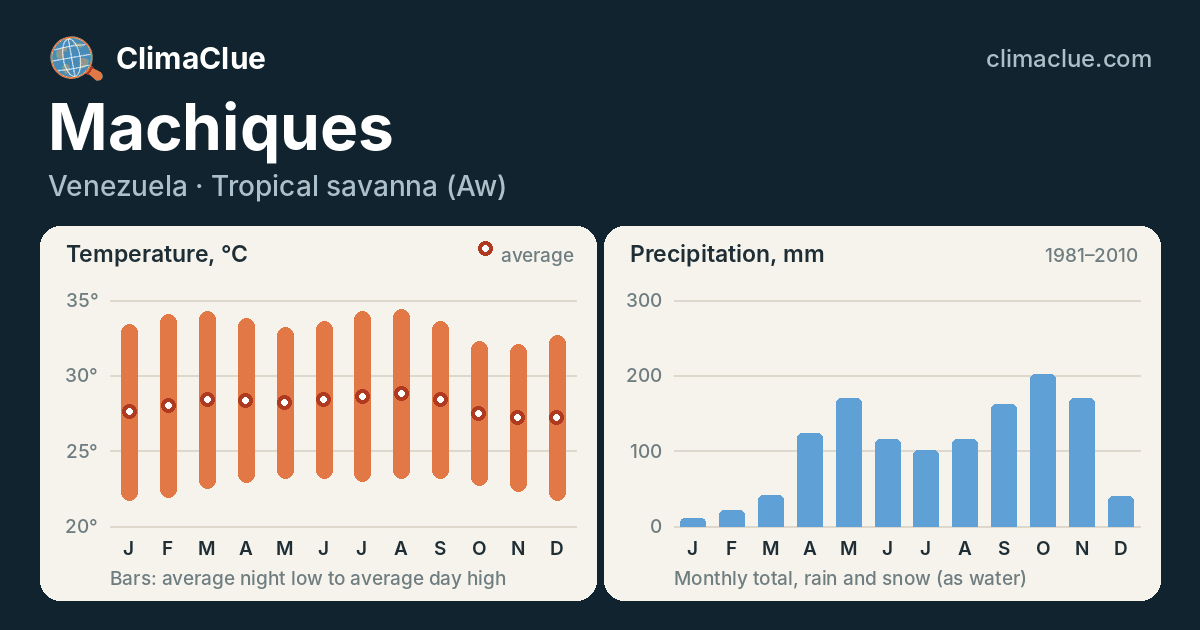 ClimaClue
climaclue.com
Machiques
Venezuela · Tropical savanna (Aw)
Temperature, °C
average
35°
30°
25°
20°
J F M A M J J A S O N D
Bars: average night low to average day high
Precipitation, mm
1981–2010
300
200
100
0
J F M A M J J A S O N D
Monthly total, rain and snow (as water)